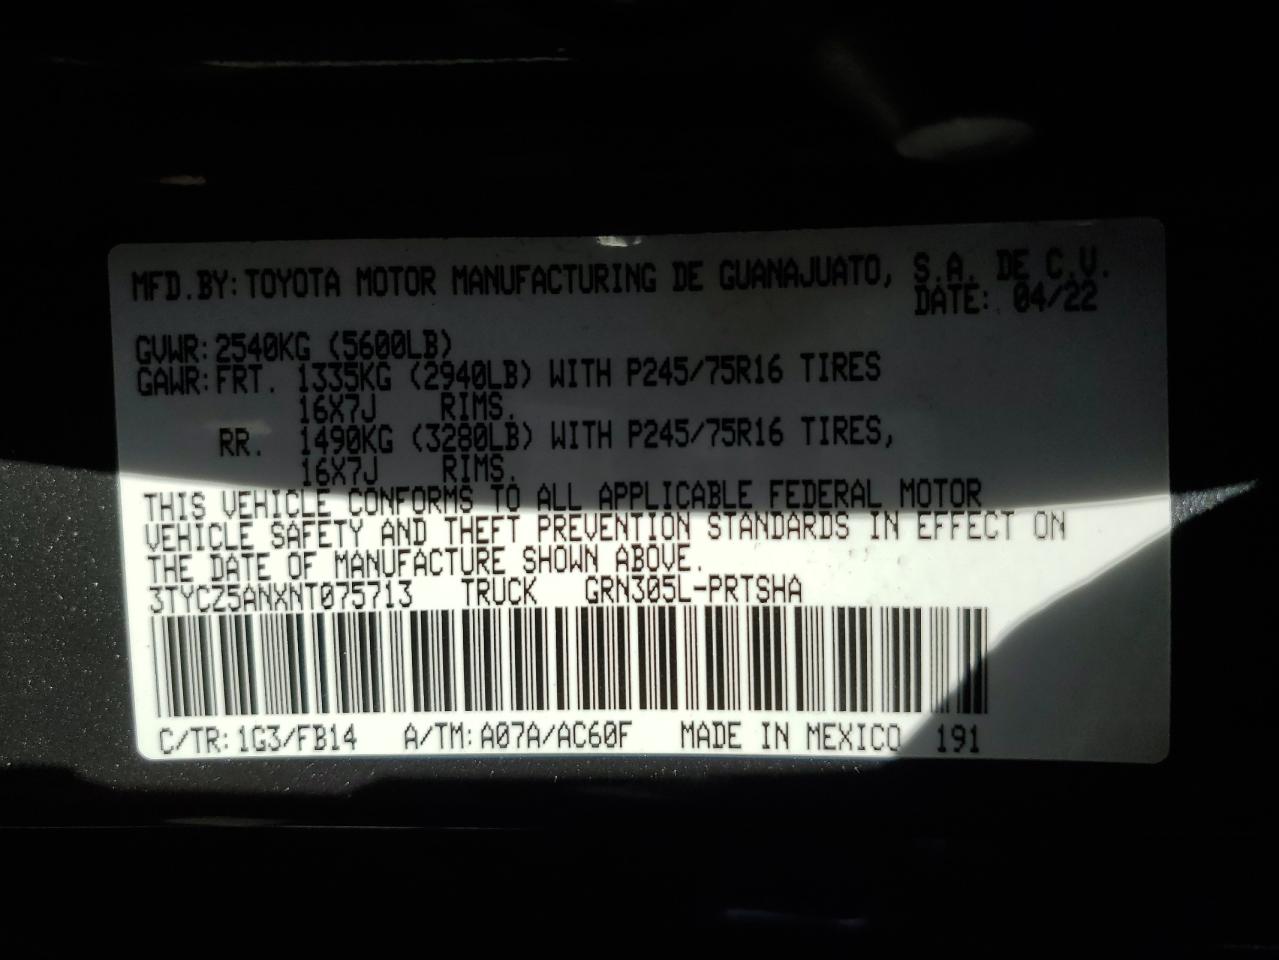 MFD.BY: TOYOTA MOTOR MANUFACTURING DE GUANAJUATO, S.A. DE C.V.
DATE: 04/22
GVWR: 2540KG (5600LB)
GAWR: FRT. 1335KG (2940LB) WITH P245/75R16 TIRES
16X7J RIMS.
RR. 1490KG (3280LB) WITH P245/75R16 TIRES,
16X7J RIMS.
THIS VEHICLE CONFORMS TO ALL APPLICABLE FEDERAL MOTOR
VEHICLE SAFETY AND THEFT PREVENTION STANDARDS IN EFFECT ON
THE DATE OF MANUFACTURE SHOWN ABOVE.
3TYCZ5ANXNT075713 TRUCK GRN305L-PRTSHA
C/TR: 1G3/FB14 A/TM: A07A/AC60F MADE IN MEXICO 191